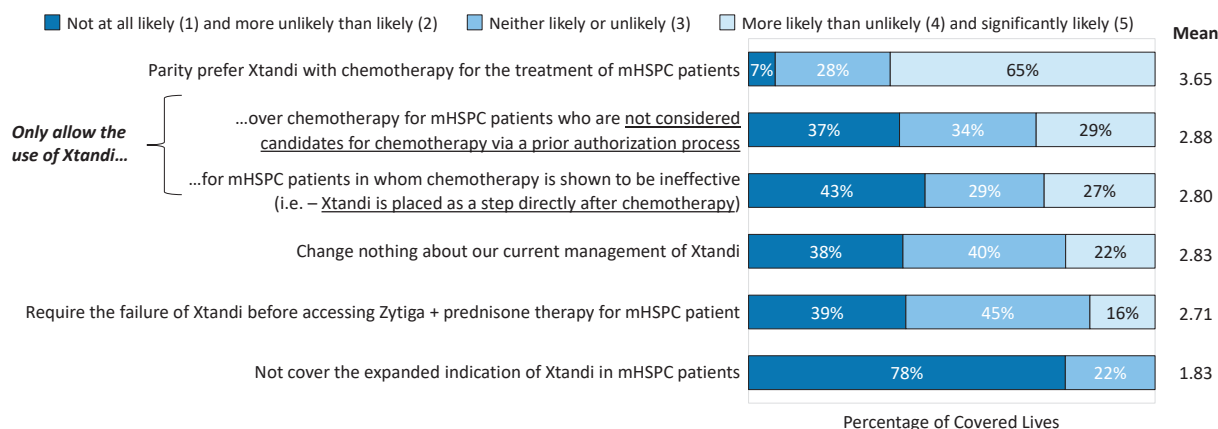 Not at all likely (1) and more unlikely than likely (2)
Neither likely or unlikely (3)
More likely than unlikely (4) and significantly likely (5)
Mean
Parity prefer Xtandi with chemotherapy for the treatment of mHSPC patients
7%
28%
65%
3.65
Only allow the
use of Xtandi...
...over chemotherapy for mHSPC patients who are not considered
candidates for chemotherapy via a prior authorization process
37%
34%
29%
2.88
...for mHSPC patients in whom chemotherapy is shown to be ineffective
(i.e. – Xtandi is placed as a step directly after chemotherapy)
43%
29%
27%
2.80
Change nothing about our current management of Xtandi
38%
40%
22%
2.83
Require the failure of Xtandi before accessing Zytiga + prednisone therapy for mHSPC patient
39%
45%
16%
2.71
Not cover the expanded indication of Xtandi in mHSPC patients
78%
22%
1.83
Percentage of Covered Lives